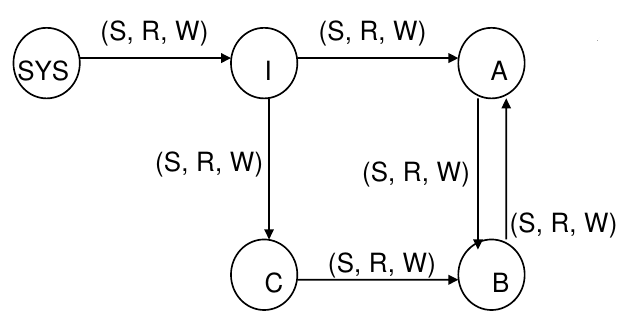 (S, R, W) (S, R, W)
SYS I A
(S, R, W) (S, R, W)
(S, R, W)
(S, R, W)
C B